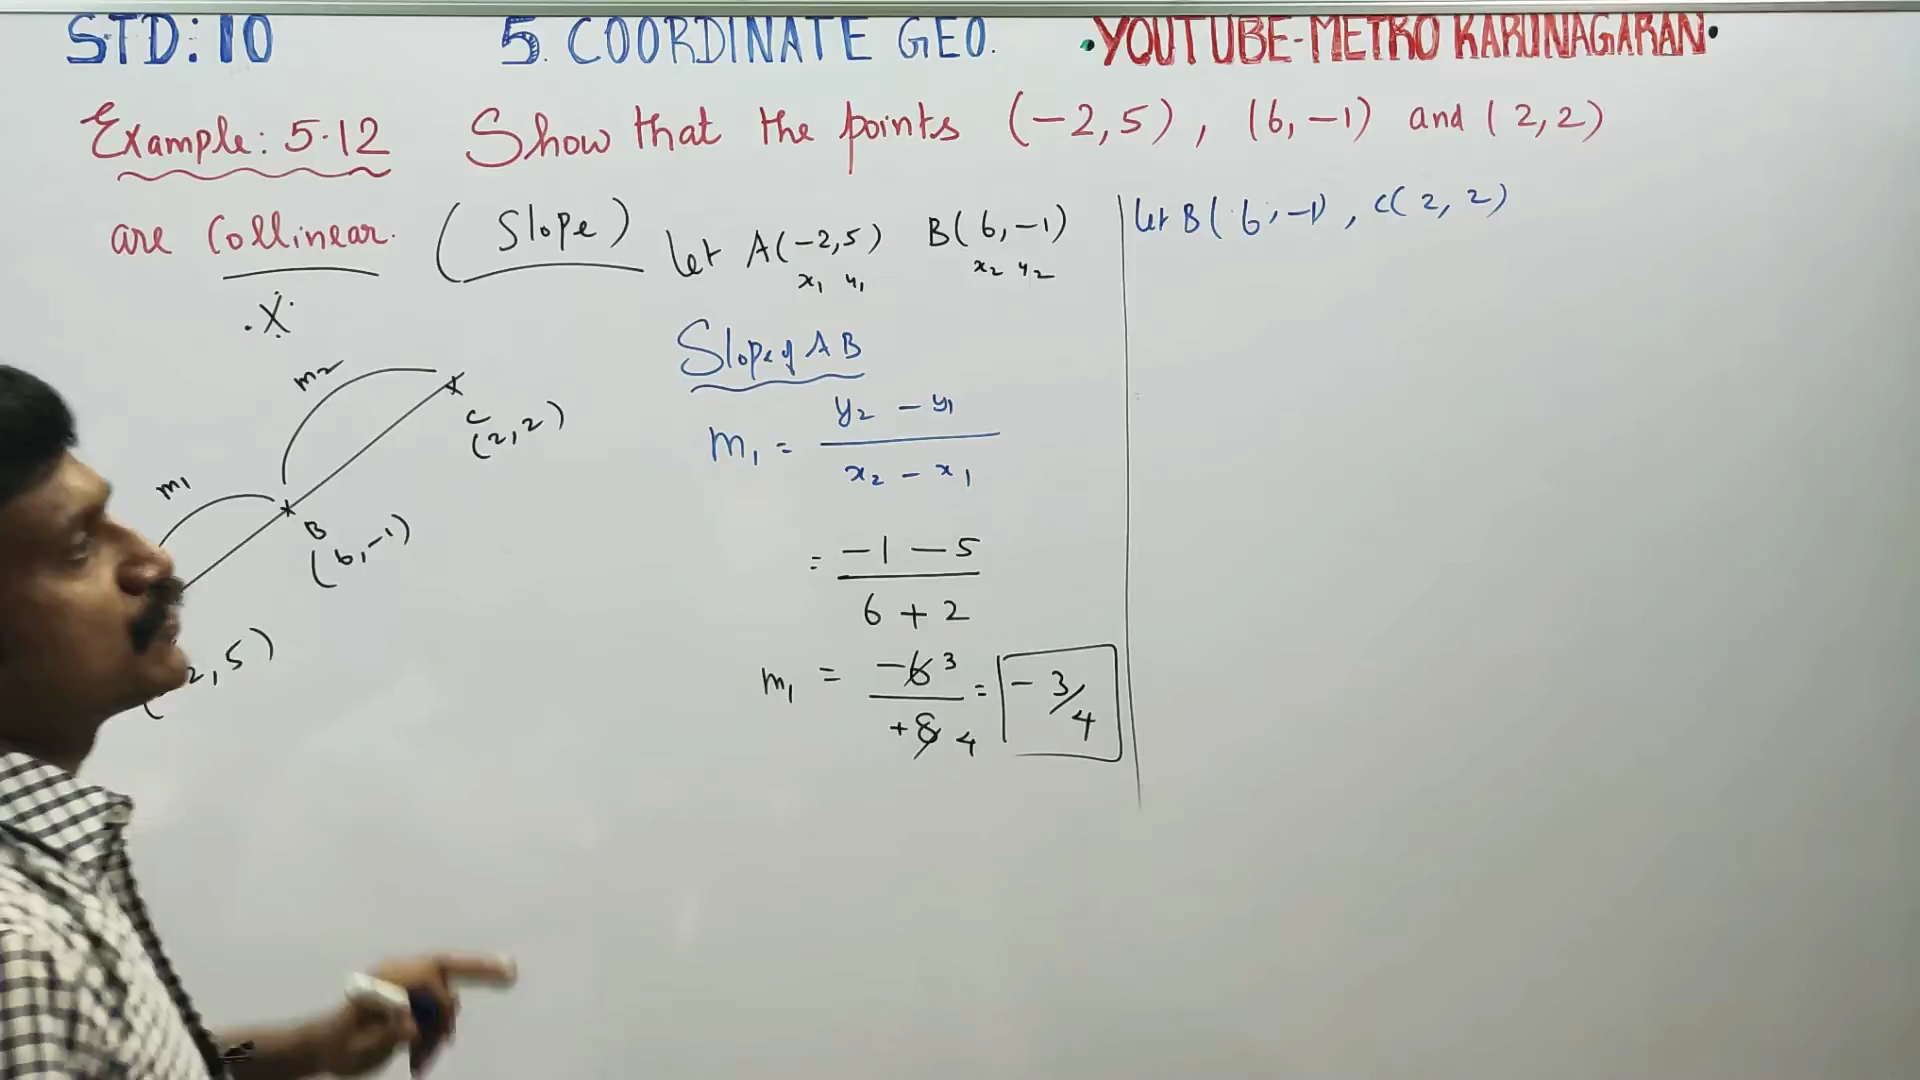 STD: 10 5. COORDINATE GEO. •YOUTUBE-METRO KARUNAGARAN•
Example: 5.12 Show that the points (-2,5), (6,-1) and (2,2)
are Collinear. (Slope) let A(-2,5) B(6,-1)
x₁ y₁ x₂ y₂
m₂
C
(2,2)
m₁
B
(6,-1)
2,5)
Slope of AB
m₁ = y₂ - y₁
x₂ - x₁
= -1 - 5
6 + 2
m₁ = -6 3 = -3/4
+8 4
let B(6,-1), C(2,2)